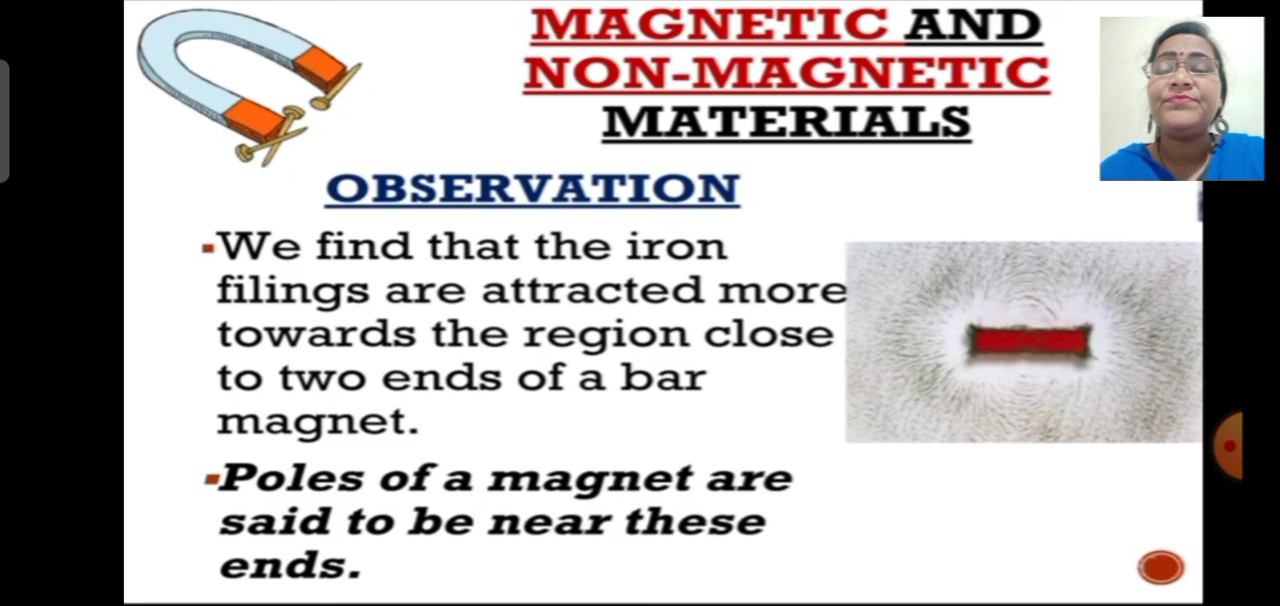 MAGNETIC AND
NON-MAGNETIC
MATERIALS
OBSERVATION
We find that the iron
filings are attracted more
towards the region close
to two ends of a bar
magnet.
Poles of a magnet are
said to be near these
ends.